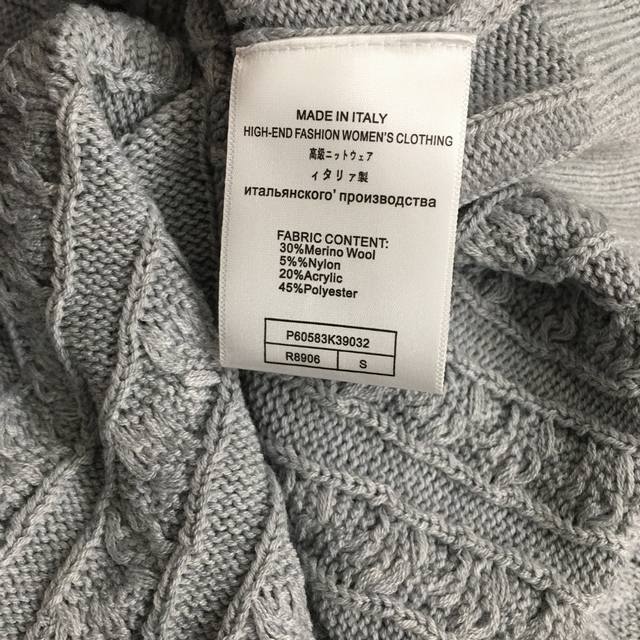 MADE IN ITALY
HIGH-END FASHION WOMEN'S CLOTHING
高級ニットウェア
イタリァ製
итальянского' производства
FABRIC CONTENT:
30%Merino Wool
5%%Nylon
20%Acrylic
45%Polyester
P60583K39032
R8906 S